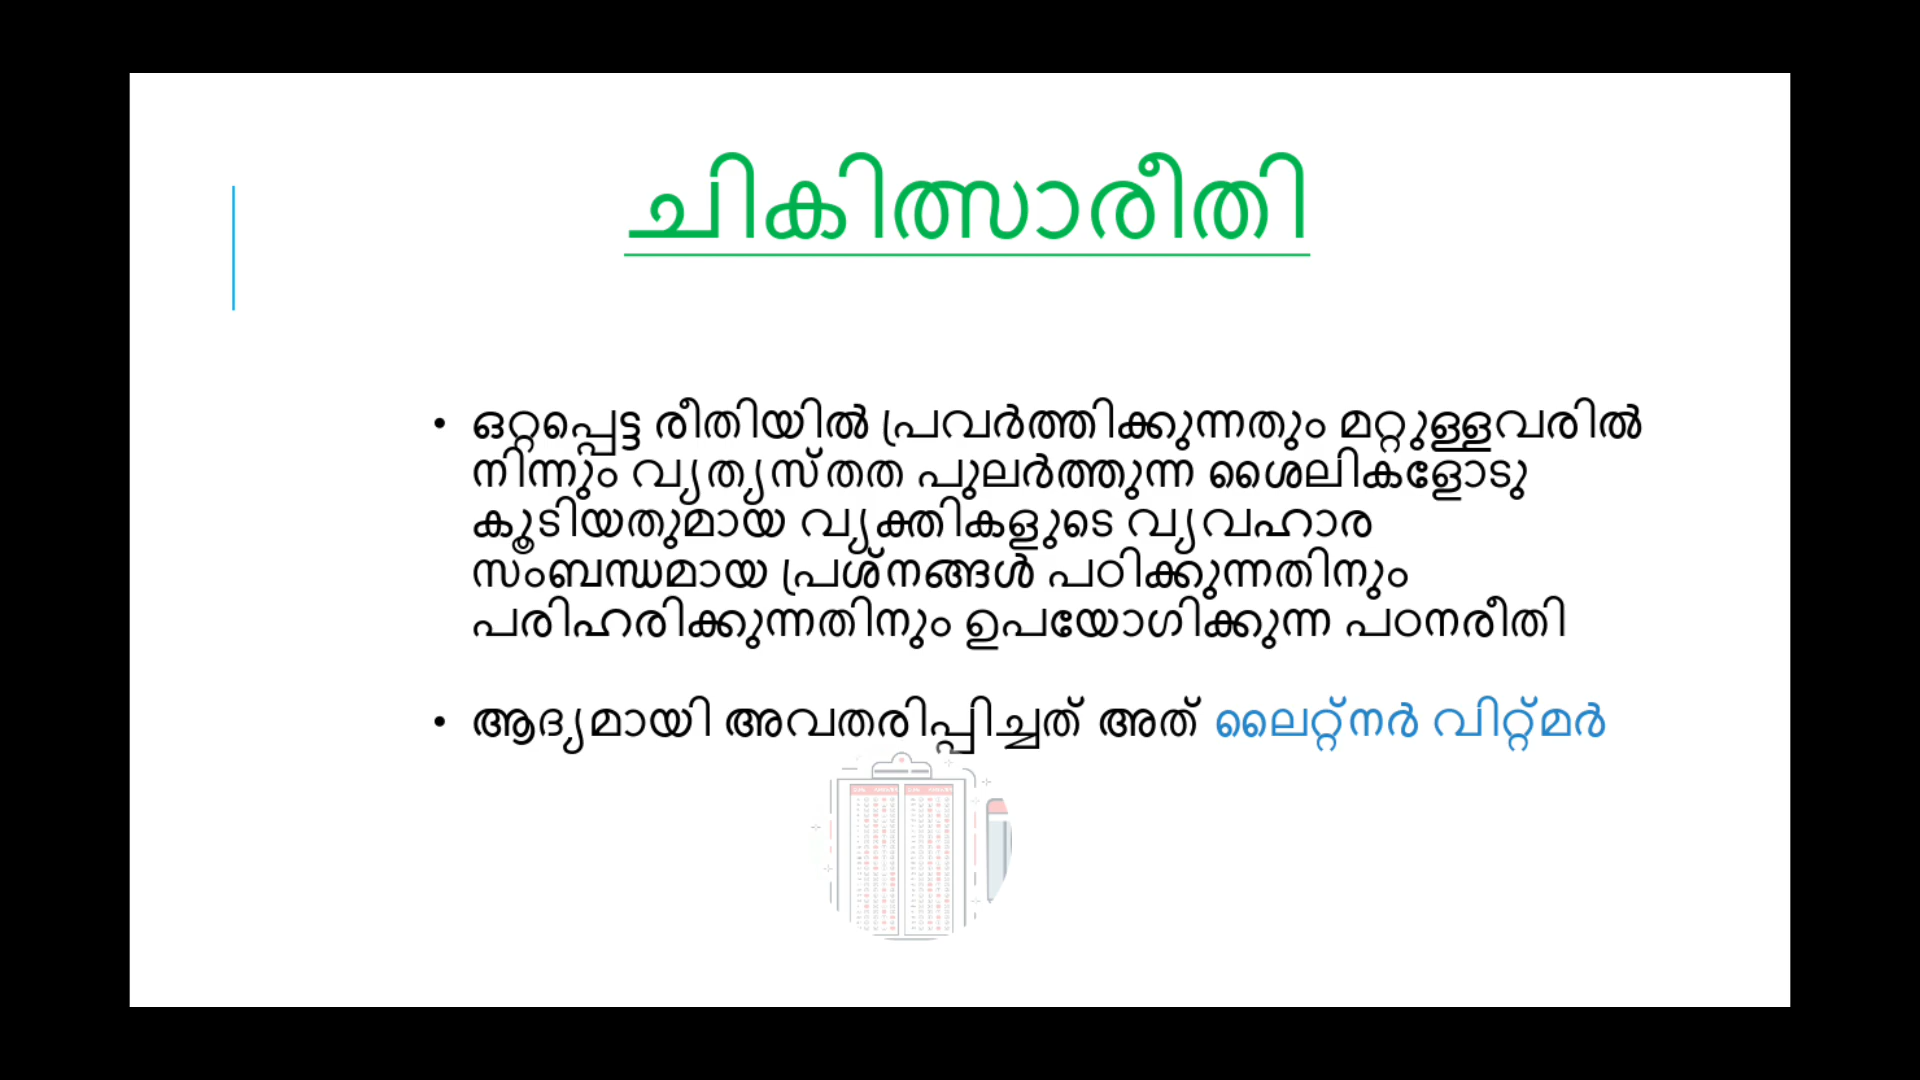 ചികിത്സാരീതി
• ഒറ്റപ്പെട്ട രീതിയിൽ പ്രവർത്തിക്കുന്നതും മറ്റുള്ളവരിൽ
നിന്നും വ്യത്യസ്തത പുലർത്തുന്ന ശൈലികളോടു
കൂടിയതുമായ വ്യക്തികളുടെ വ്യവഹാര
സംബന്ധമായ പ്രശ്നങ്ങൾ പഠിക്കുന്നതിനും
പരിഹരിക്കുന്നതിനും ഉപയോഗിക്കുന്ന പഠനരീതി
• ആദ്യമായി അവതരിപ്പിച്ചത് അത് ലൈറ്റ്നർ വിറ്റ്മർ